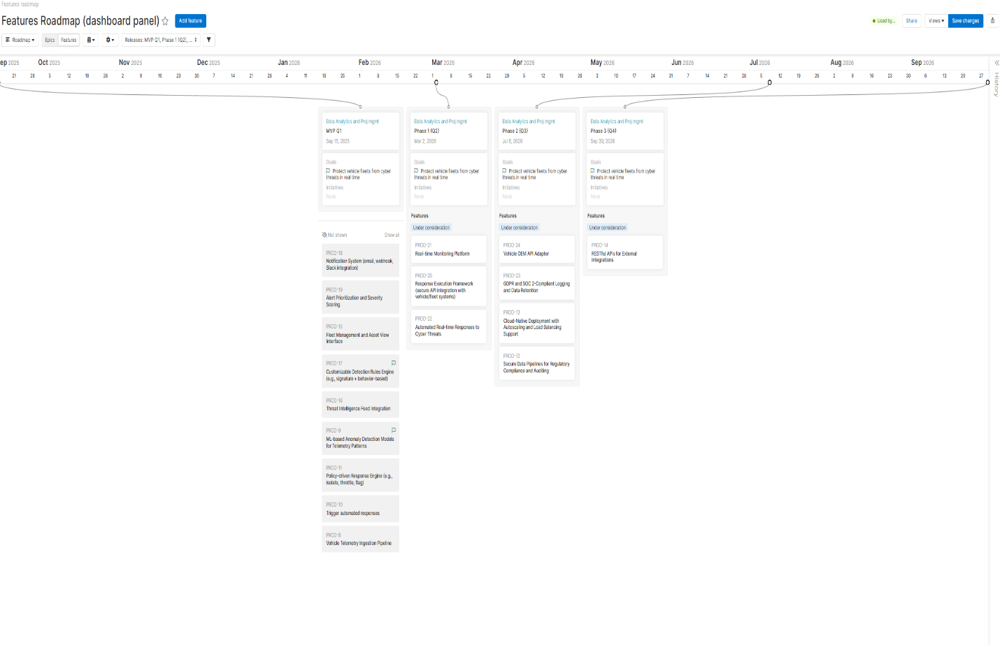 Features roadmap
Features Roadmap (dashboard panel)
Add feature
Used by...
Share
Views
Save changes
Roadmap
Epics
Features
Releases: MVP Q1, Phase 1 (Q2), ...
ep 2025
Oct 2025
Nov 2025
Dec 2025
Jan 2026
Feb 2026
Mar 2026
Apr 2026
May 2026
Jun 2026
Jul 2026
Aug 2026
Sep 2026
21 28 5 12 19 26 2 9 16 23 30 7 14 21 28 4 11 18 25 1 8 15 22 1 8 15 22 29 5 12 19 26 3 10 17 24 31 7 14 21 28 5 12 19 26 2 9 16 23 30 6 13 20 27
History
Data Analytics and Proj mgmt
MVP Q1
Sep 15, 2025
Goals
Protect vehicle fleets from cyber
threats in real time
Initiatives
None
Not shown
Show all
PROD-18
Notification System (email, webhook,
Slack integration)
PROD-19
Alert Prioritization and Severity
Scoring
PROD-15
Fleet Management and Asset View
Interface
PROD-17
Customizable Detection Rules Engine
(e.g., signature + behavior-based)
PROD-16
Threat Intelligence Feed Integration
PROD-9
ML-based Anomaly Detection Models
for Telemetry Patterns
PROD-11
Policy-driven Response Engine (e.g.,
isolate, throttle, flag)
PROD-10
Trigger automated responses
PROD-8
Vehicle Telemetry Ingestion Pipeline
Data Analytics and Proj mgmt
Phase 1 (Q2)
Mar 2, 2026
Goals
Protect vehicle fleets from cyber
threats in real time
Initiatives
None
Features
Under consideration
PROD-21
Real-time Monitoring Platform
PROD-20
Response Execution Framework
(secure API integration with
vehicle/fleet systems)
PROD-22
Automated Real-time Responses to
Cyber Threats
Data Analytics and Proj mgmt
Phase 2 (Q3)
Jul 8, 2026
Goals
Protect vehicle fleets from cyber
threats in real time
Initiatives
None
Features
Under consideration
PROD-24
Vehicle OEM API Adapter
PROD-23
GDPR and SOC 2-Compliant Logging
and Data Retention
PROD-13
Cloud-Native Deployment with
Autoscaling and Load Balancing
Support
PROD-12
Secure Data Pipelines for Regulatory
Compliance and Auditing
Data Analytics and Proj mgmt
Phase 3 (Q4)
Sep 30, 2026
Goals
Protect vehicle fleets from cyber
threats in real time
Initiatives
None
Features
Under consideration
PROD-14
RESTful APIs for External
Integrations